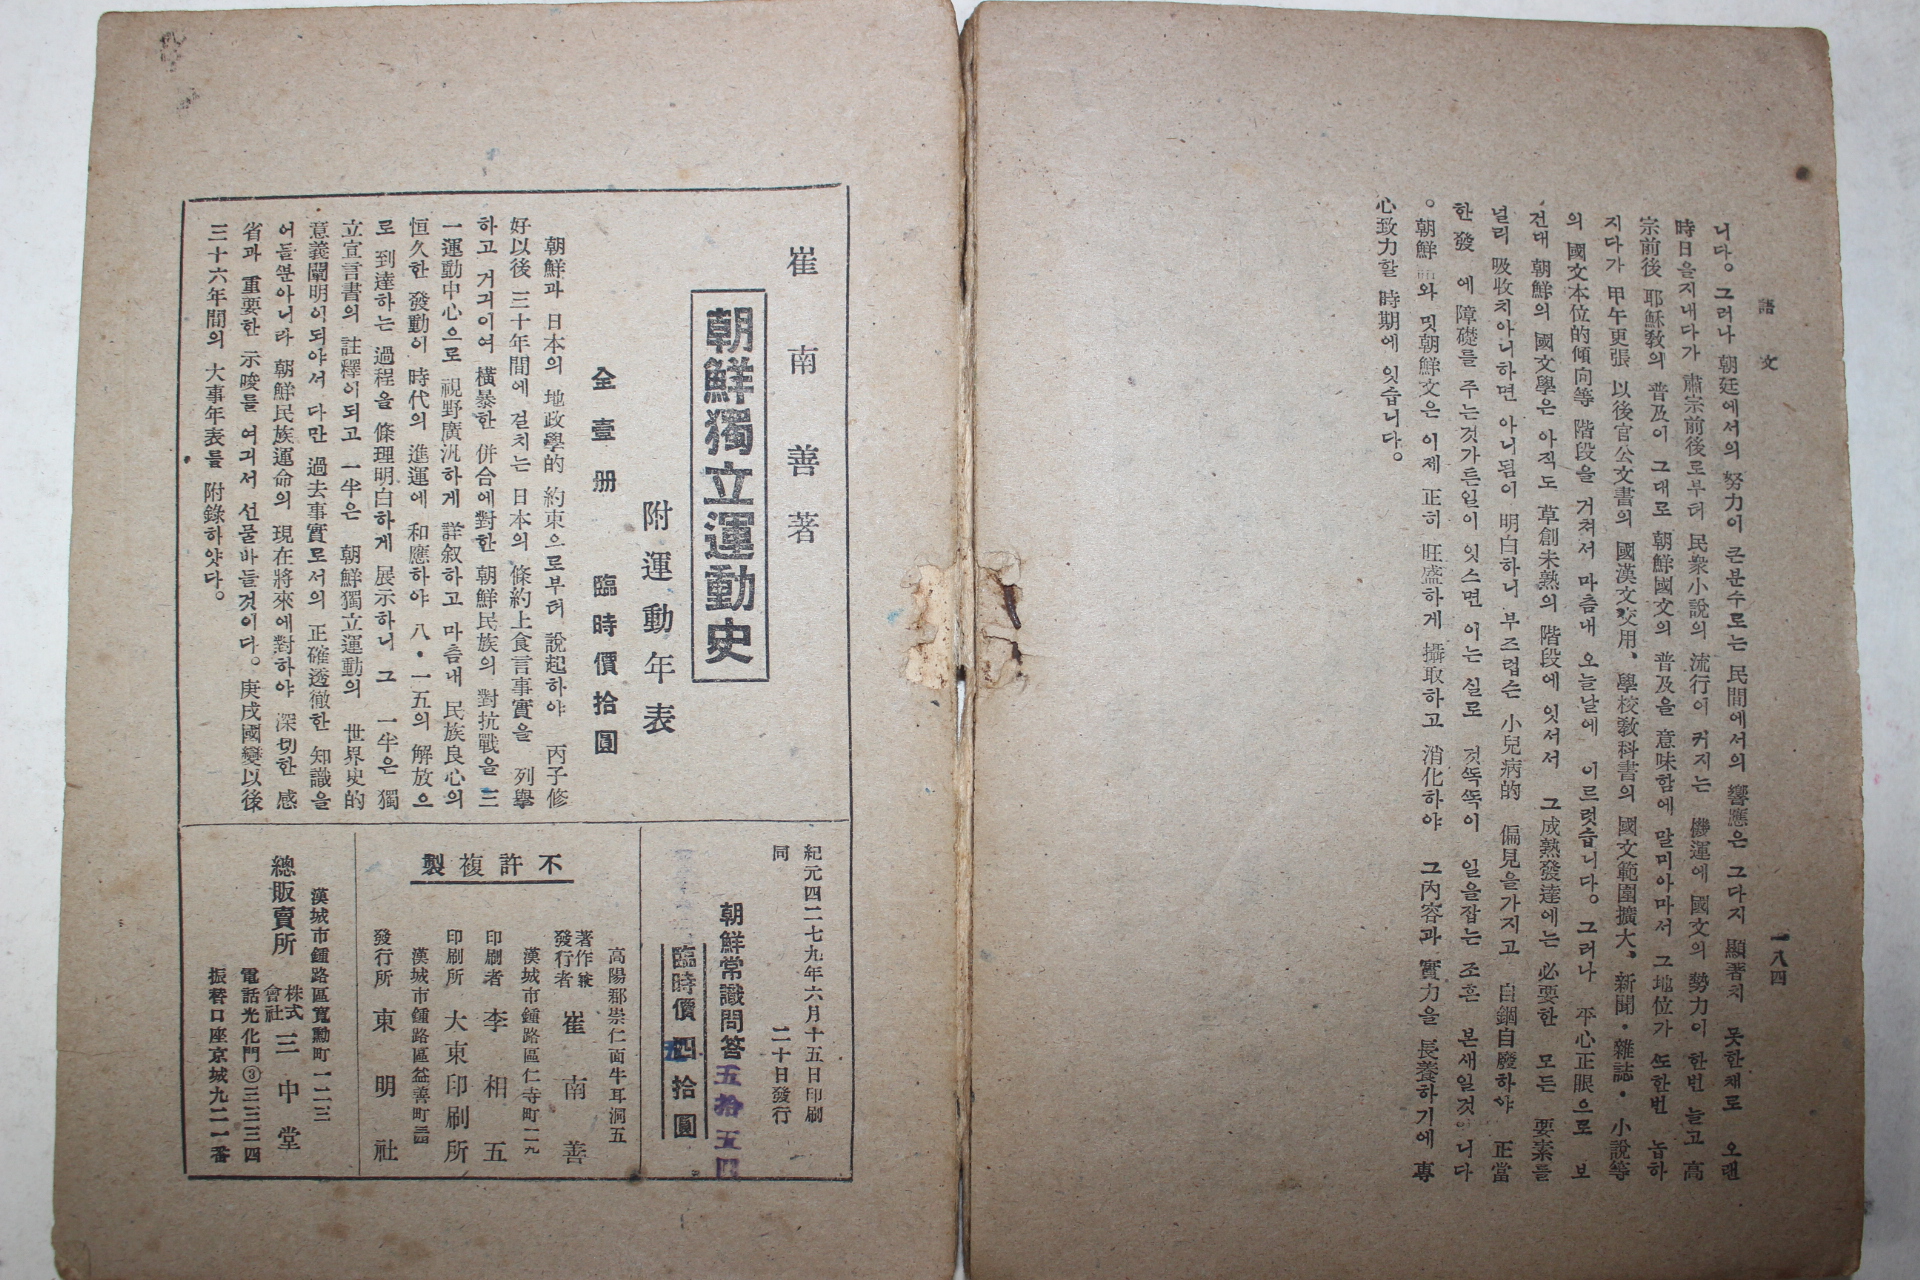 語文
一八四
니다。그러나 朝廷에서의 努力이 큰분수로는 民間에서의 響應은 그다지 顯著치 못한채로 오랜
時日을지내다가 肅宗前後로부터 民衆小說의 流行이 커지는 機運에 國文의 勢力이 한번 늘고 高
宗前後 耶穌敎의 普及이 그대로 朝鮮國文의 普及을 意味함에 말미아마서 그地位가 또한번 놉하
지다가 甲午更張 以後官公文書의 國漢文交用、學校敎科書의 國文範圍擴大、新聞・雜誌・小說等
의 國文本位的傾向等 階段을 거쳐서 마츰내 오늘날에 이르럿습니다。그러나 平心正眼으로 보
건대 朝鮮의 國文學은 아직도 草創未熟의 階段에 잇서서 그成熟發達에는 必要한 모든 要素를
널리 吸收치아니하면 아니됨이 明白하니 부즈럽슨 小兒病的 偏見을가지고 自錮自廢하야 正當
한 發 에 障礙를 주는것가튼일이 잇스면 이는 실로 것뚝뚝이 일을잡는 조흔 본새일것이니다
。朝鮮語와 밋朝鮮文은 이제 正히 旺盛하게 攝取하고 消化하야 그內容과 實力을 長養하기에 專
心致力할 時期에 잇습니다。
崔南善著
朝鮮獨立運動史
附運動年表
全壹册 臨時價拾圓
朝鮮과 日本의 地政學的 約束으로부터 說起하야 丙子修
好以後 三十年間에 걸치는 日本의 條約上食言事實을 列擧
하고 거긔이여 橫暴한 併合에對한 朝鮮民族의 對抗戰을 三
一運動中心으로 視野廣汎하게 詳叙하고 마츰내 民族良心의
恒久한 發動이 時代의 進運에 和應하야 八・一五의 解放으
로 到達하는 過程을 條理明白하게 展示하니 그 一半은 獨
立宣言書의 註釋이되고 一半은 朝鮮獨立運動의 世界史的
意義闡明이되야서 다만 過去事實로서의 正確透徹한 知識을
어들뿐아니라 朝鮮民族運命의 現在將來에對하야 深切한 感
省과 重要한 示唆를 여긔서 선물바들것이다。庚戌國變以後
三十六年間의 大事年表를 附錄하얏다。
紀元四二七九年六月十五日印刷
同 二十日發行
朝鮮常識問答
臨時價四拾圓
五拾五円
不許複製
高陽郡崇仁面牛耳洞五
著作兼發行者 崔南善
漢城市鍾路區仁寺町一一九
印刷者 李相五
印刷所 大東印刷所
漢城市鍾路區益善町
發行所 東明社
漢城市鍾路區寬勳町一二三
總販賣所 株式會社三中堂
電話光化門③三三三四
振替口座京城九二一番